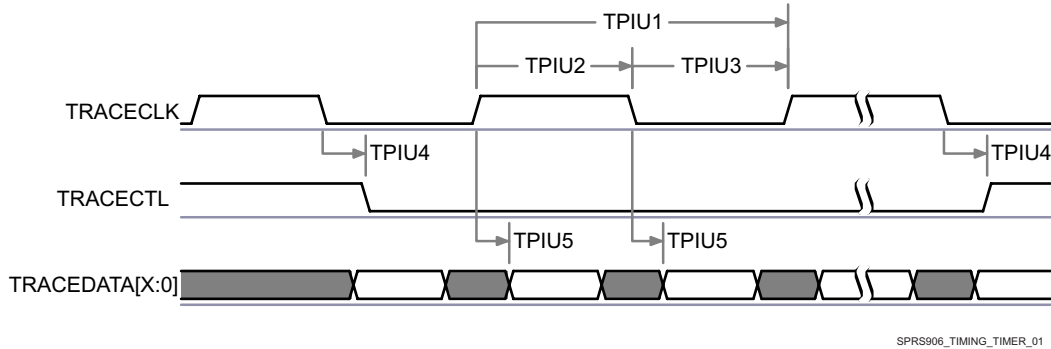 TPIU1
TPIU2 TPIU3
TRACECLK
TPIU4 TPIU4
TRACECTL
TPIU5 TPIU5
TRACEDATA[X:0]
SPRS906_TIMING_TIMER_01